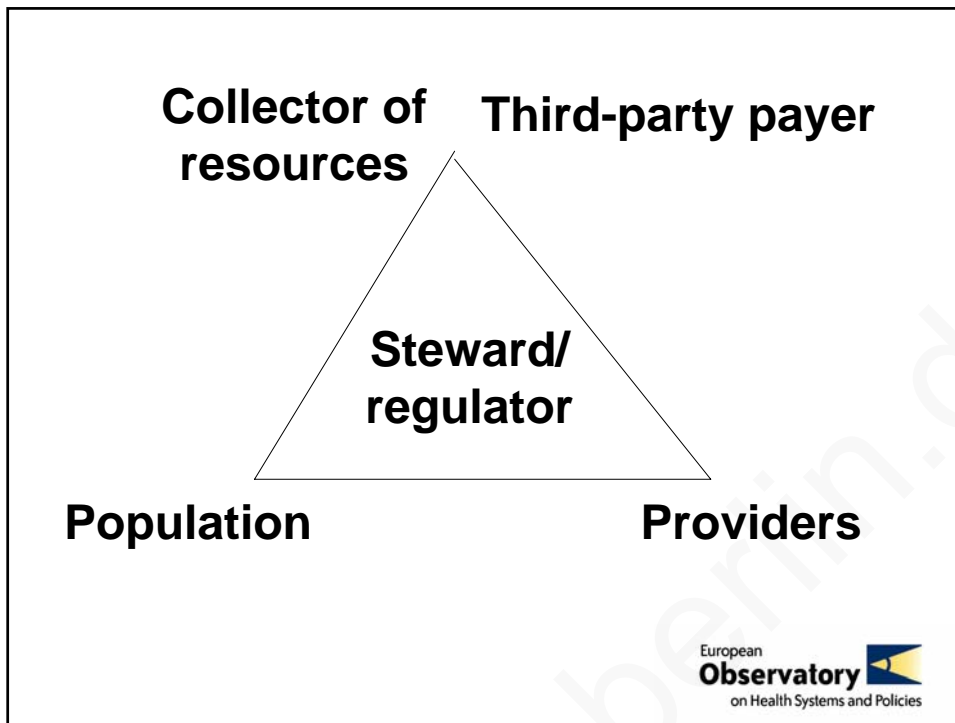 Collector of
resources
Third-party payer
Steward/
regulator
Population
Providers
European
Observatory
on Health Systems and Policies